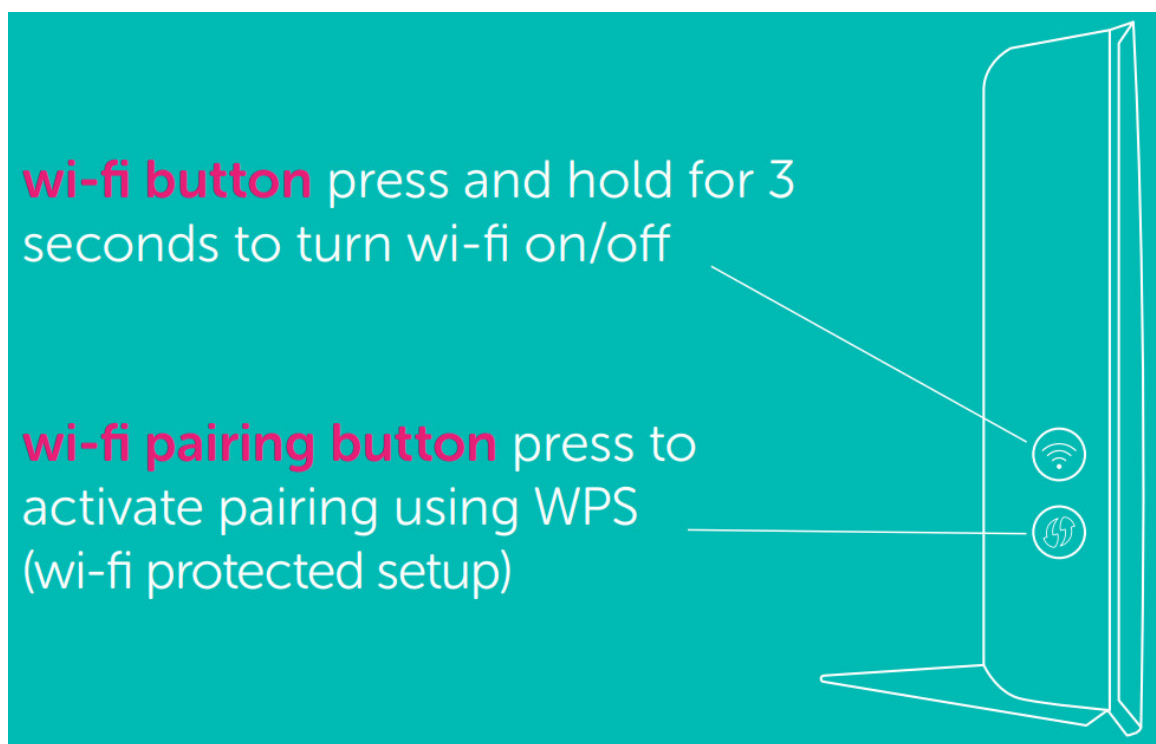 wi-fi button press and hold for 3
seconds to turn wi-fi on/off
wi-fi pairing button press to
activate pairing using WPS
(wi-fi protected setup)